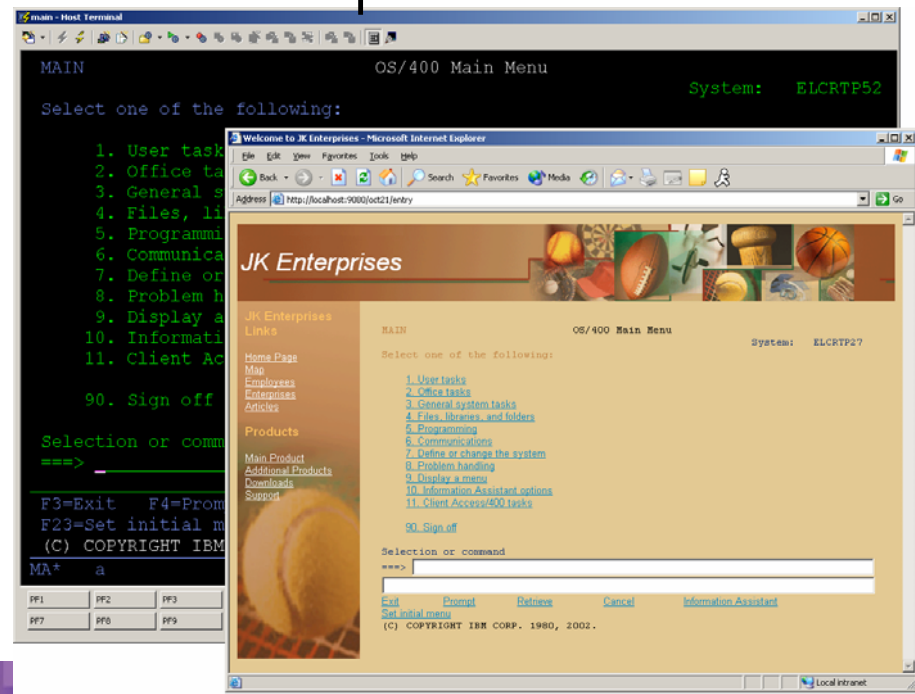 main - Host Terminal
MAIN OS/400 Main Menu
System: ELCRTP52
Select one of the following:
1. User task
2. Office ta
3. General s
4. Files, li
5. Programmi
6. Communica
7. Define or
8. Problem h
9. Display a
10. Informati
11. Client Ac
90. Sign off
Selection or comm
===>
F3=Exit F4=Prom
F23=Set initial m
(C) COPYRIGHT IBM
MA* a
PF1 PF2 PF3
PF7 PF8 PF9
Welcome to JK Enterprises - Microsoft Internet Explorer
File Edit View Favorites Tools Help
Back Search Favorites Media
Address http://localhost:9000/oct21/entry Go
JK Enterprises
JK Enterprises
Links
Home Page
Map
Employees
Enterprises
Articles
Products
Main Product
Additional Products
Downloads
Support
MAIN OS/400 Main Menu
System: ELCRTP27
Select one of the following:
1. User tasks
2. Office tasks
3. General system tasks
4. Files, libraries, and folders
5. Programming
6. Communications
7. Define or change the system
8. Problem handling
9. Display a menu
10. Information Assistant options
11. Client Access/400 tasks
90. Sign off
Selection or command
===>
Exit Prompt Retrieve Cancel Information Assistant
Set initial menu
(C) COPYRIGHT IBM CORP. 1980, 2002.
Local intranet